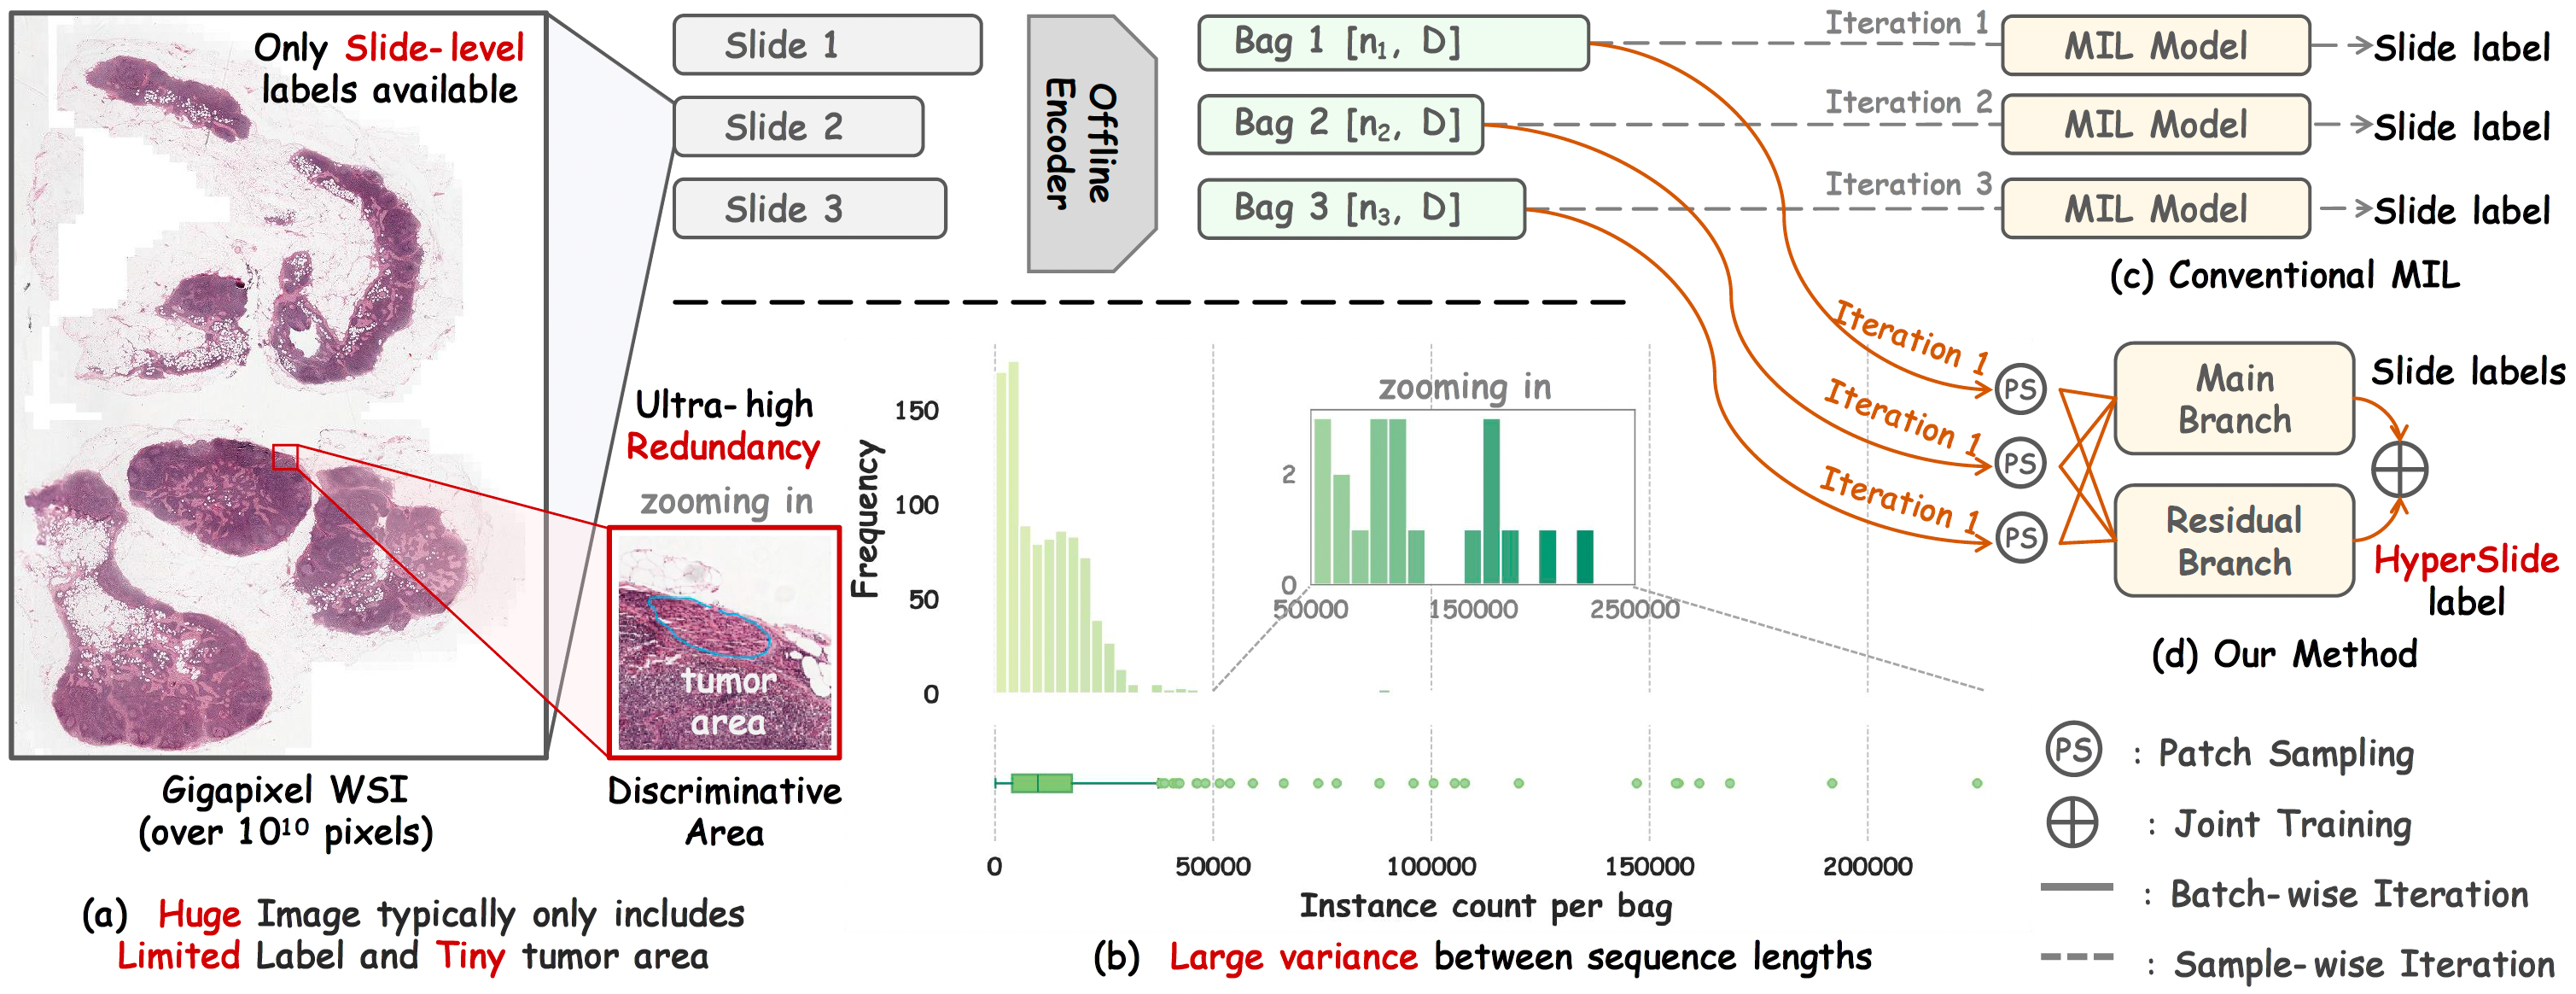 Only Slide-level
labels available
Gigapixel WSI
(over 10¹⁰ pixels)
Ultra-high
Redundancy
zooming in
tumor
area
Discriminative
Area
(a) Huge Image typically only includes
Limited Label and Tiny tumor area
Slide 1
Slide 2
Slide 3
Offline
Encoder
Bag 1 [n₁, D]
Bag 2 [n₂, D]
Bag 3 [n₃, D]
Iteration 1
MIL Model
Slide label
Iteration 2
MIL Model
Slide label
Iteration 3
MIL Model
Slide label
(c) Conventional MIL
Frequency
150
100
50
0
zooming in
2
0
50000
150000
250000
0
50000
100000
150000
200000
Instance count per bag
(b) Large variance between sequence lengths
Iteration 1
Iteration 1
Iteration 1
PS
PS
PS
Main
Branch
Residual
Branch
Slide labels
HyperSlide
label
(d) Our Method
PS : Patch Sampling
: Joint Training
: Batch-wise Iteration
: Sample-wise Iteration